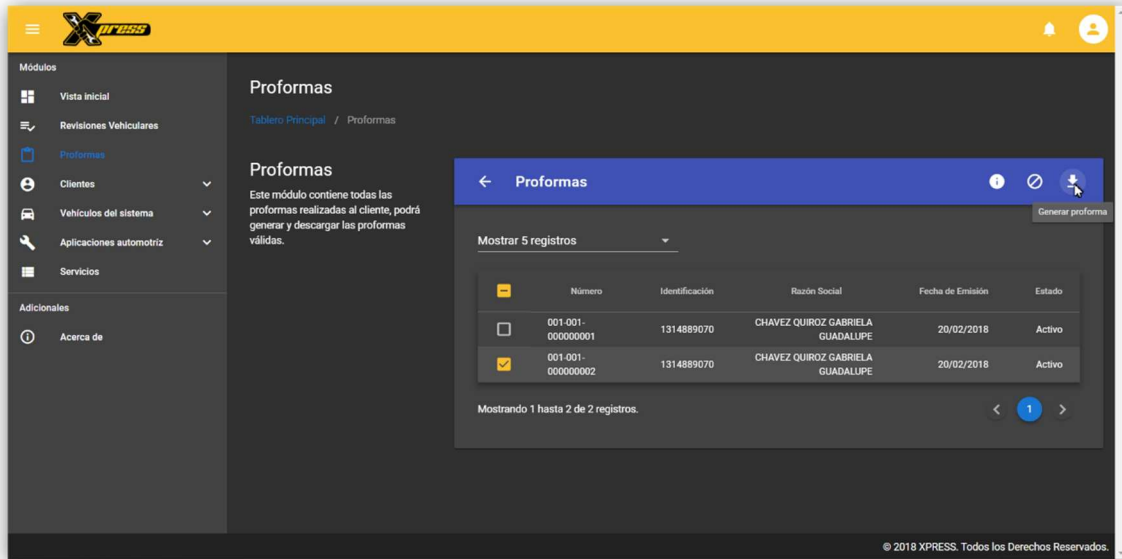 Xpress
Módulos
Vista inicial
Revisiones Vehiculares
Proformas
Clientes
Vehículos del sistema
Aplicaciones automotriz
Servicios
Adicionales
Acerca de
Proformas
Tablero Principal / Proformas
Proformas
Este módulo contiene todas las
proformas realizadas al cliente, podrá
generar y descargar las proformas
válidas.
Proformas
Generar proforma
Mostrar 5 registros
Número Identificación Razón Social Fecha de Emisión Estado
001-001-
000000001 1314889070 CHAVEZ QUIROZ GABRIELA
GUADALUPE 20/02/2018 Activo
001-001-
000000002 1314889070 CHAVEZ QUIROZ GABRIELA
GUADALUPE 20/02/2018 Activo
Mostrando 1 hasta 2 de 2 registros.
1
© 2018 XPRESS. Todos los Derechos Reservados.